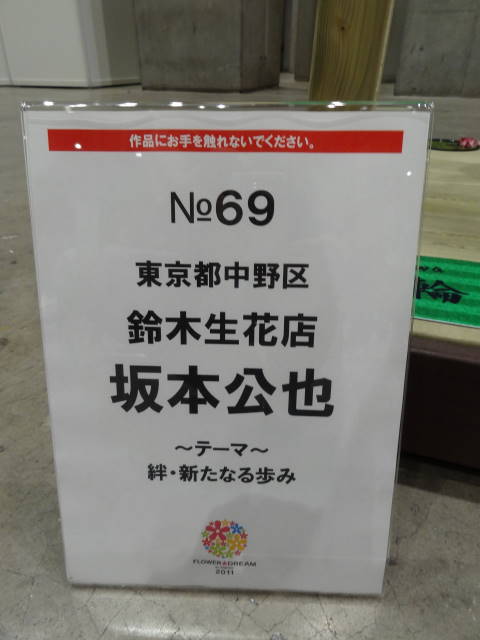 作品にお手を触れないでください。
№69
東京都中野区
鈴木生花店
坂本公也
～テーマ～
絆・新たなる歩み
FLOWER DREAM
2011